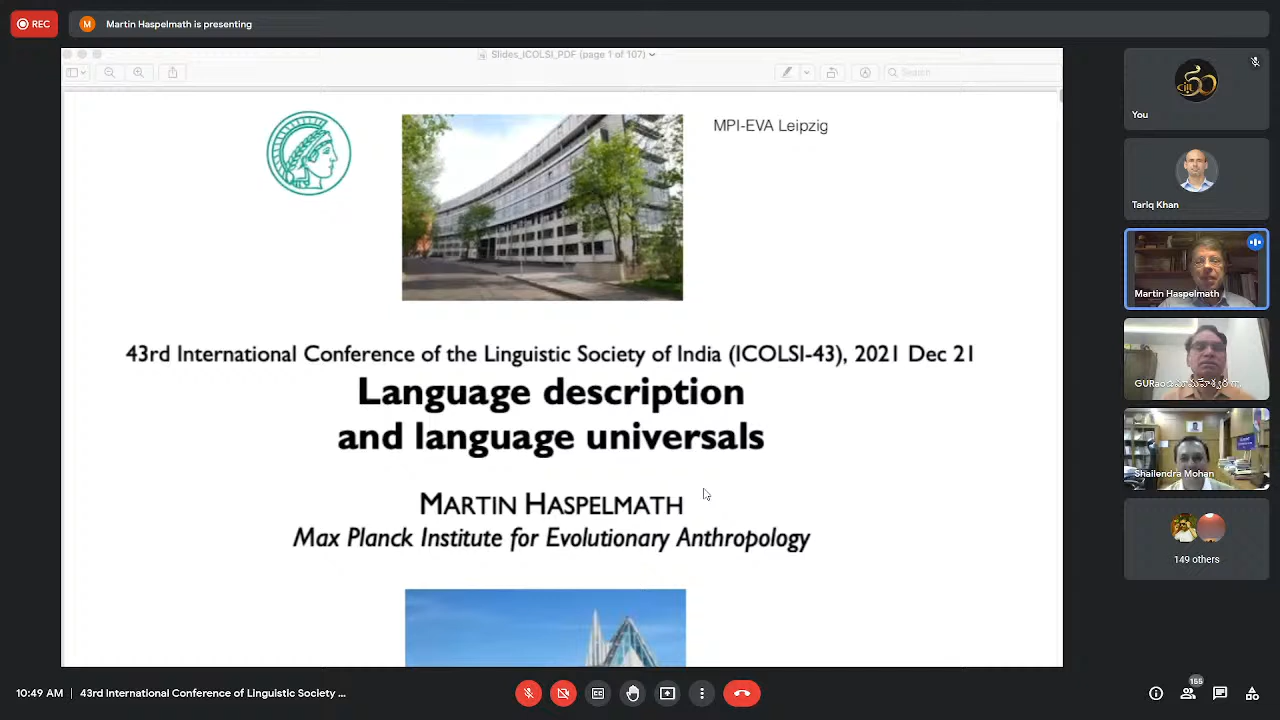 REC
Martin Haspelmath is presenting
Slides_ICOLSI_PDF (page 1 of 107)
Search
MPI-EVA Leipzig
43rd International Conference of the Linguistic Society of India (ICOLSI-43), 2021 Dec 21
Language description
and language universals
MARTIN HASPELMATH
Max Planck Institute for Evolutionary Anthropology
You
Tariq Khan
Martin Haspelmath
Shailendra Mohan
149 others
10:49 AM | 43rd International Conference of Linguistic Society ...
155